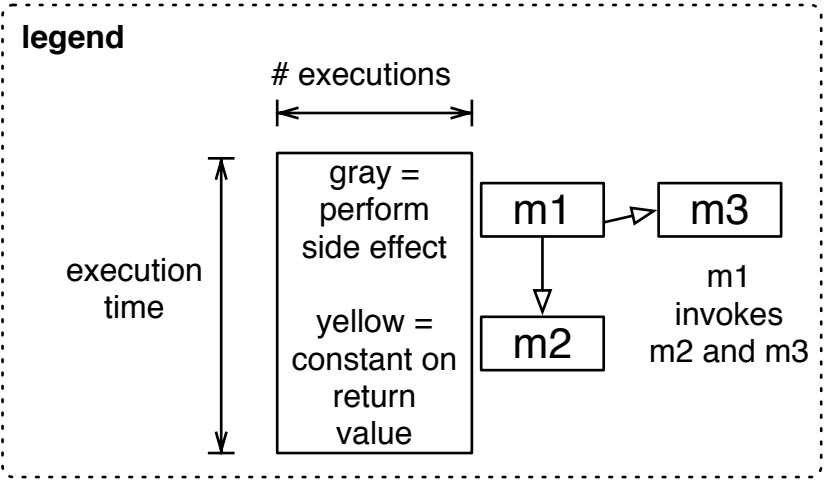 legend
# executions
gray =
perform
side effect
yellow =
constant on
return
value
execution
time
m1
m3
m2
m1
invokes
m2 and m3